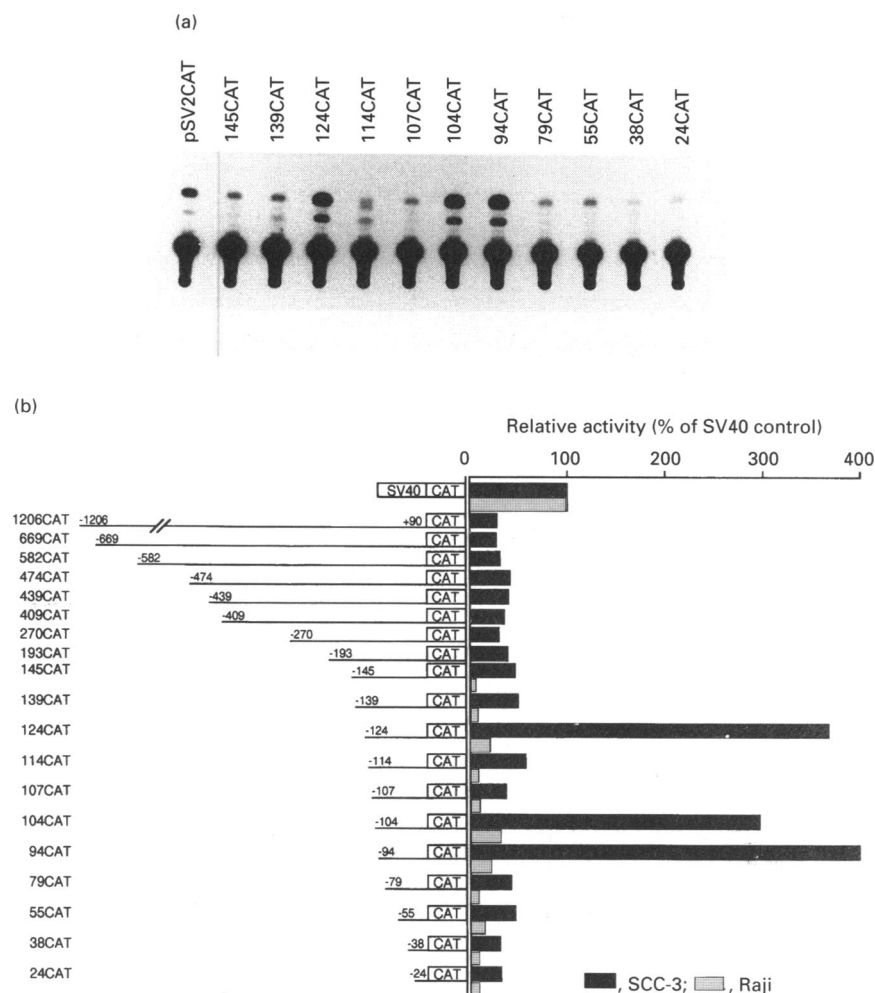 (a)
pSV2CAT 145CAT 139CAT 124CAT 114CAT 107CAT 104CAT 94CAT 79CAT 55CAT 38CAT 24CAT
(b)
Relative activity (% of SV40 control)
0 100 200 300 400
SV40 CAT
1206CAT -1206 +90 CAT
669CAT -669 CAT
582CAT -582 CAT
474CAT -474 CAT
439CAT -439 CAT
409CAT -409 CAT
270CAT -270 CAT
193CAT -193 CAT
145CAT -145 CAT
139CAT -139 CAT
124CAT -124 CAT
114CAT -114 CAT
107CAT -107 CAT
104CAT -104 CAT
94CAT -94 CAT
79CAT -79 CAT
55CAT -55 CAT
38CAT -38 CAT
24CAT -24 CAT
, SCC-3; , Raji